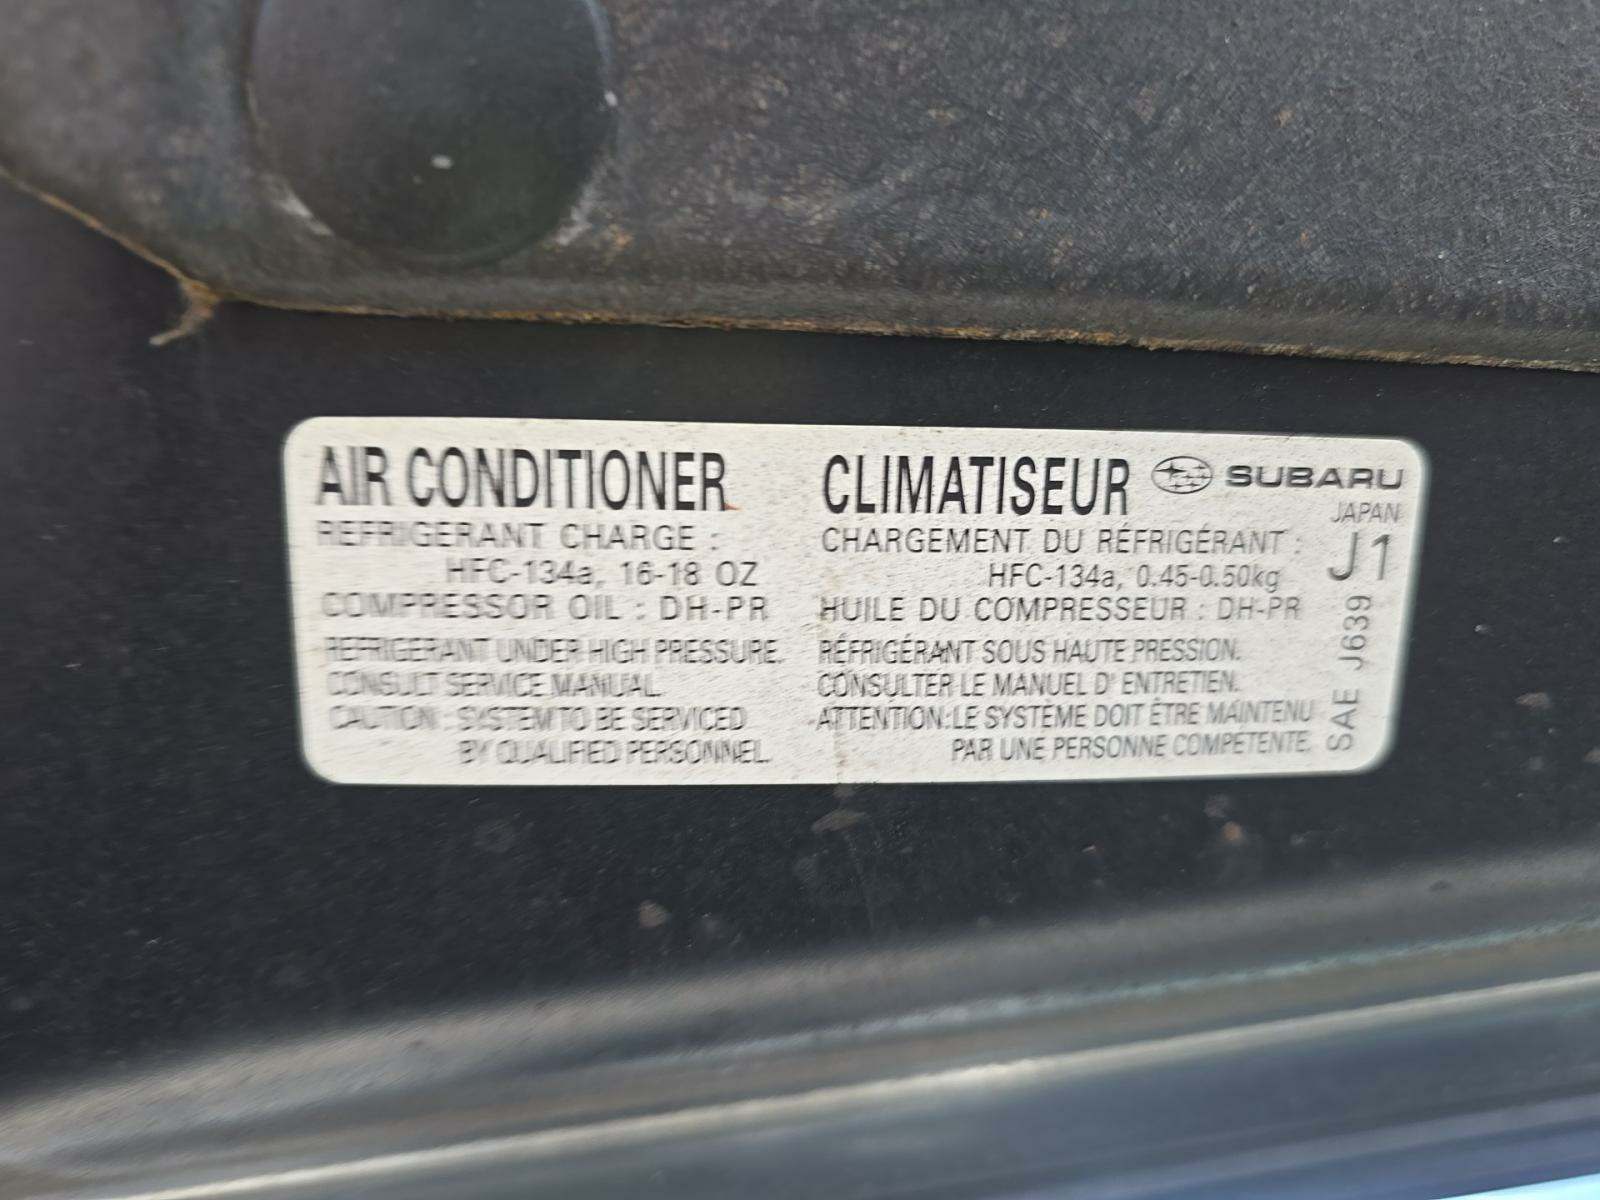 AIR CONDITIONER
REFRIGERANT CHARGE :
HFC-134a, 16-18 OZ
COMPRESSOR OIL : DH-PR
REFRIGERANT UNDER HIGH PRESSURE.
CONSULT SERVICE MANUAL.
CAUTION : SYSTEM TO BE SERVICED
BY QUALIFIED PERSONNEL.
CLIMATISEUR
CHARGEMENT DU RÉFRIGÉRANT :
HFC-134a, 0.45-0.50kg
HUILE DU COMPRESSEUR : DH-PR
RÉFRIGÉRANT SOUS HAUTE PRESSION.
CONSULTER LE MANUEL D' ENTRETIEN.
ATTENTION:LE SYSTÈME DOIT ÊTRE MAINTENU
PAR UNE PERSONNE COMPÉTENTE.
SUBARU
JAPAN
J1
SAE J639